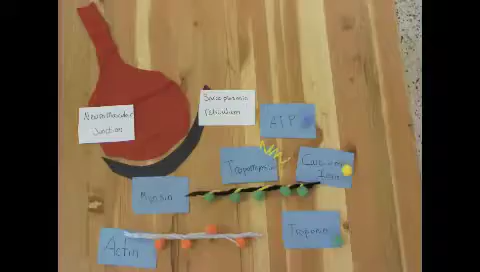 Neuromuscular
Junction
Sarcoplasmic
Reticulum
ATP
Tropomyosin
Calcium
Ions
Myosin
Troponin
Actin